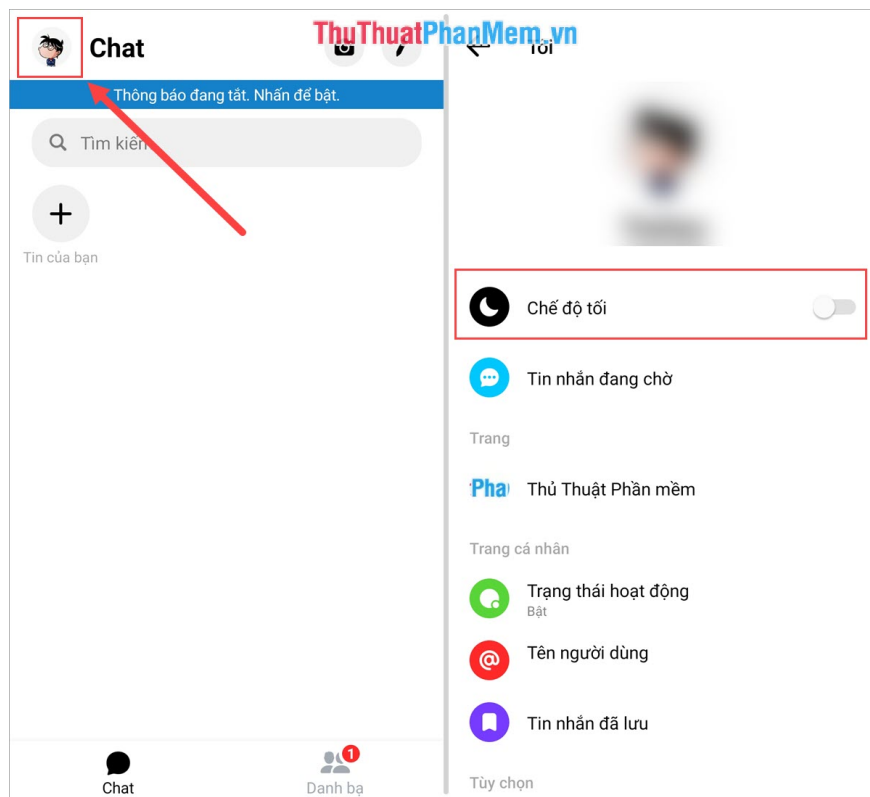 Chat
ThuThuatPhanMem.vn
Thông báo đang tắt. Nhấn để bật.
Tìm kiếm
Tin của bạn
Chat
Danh bạ
1
Tôi
Chế độ tối
Tin nhắn đang chờ
Trang
Pha
Thủ Thuật Phần mềm
Trang cá nhân
Trạng thái hoạt động
Bật
@
Tên người dùng
Tin nhắn đã lưu
Tùy chọn